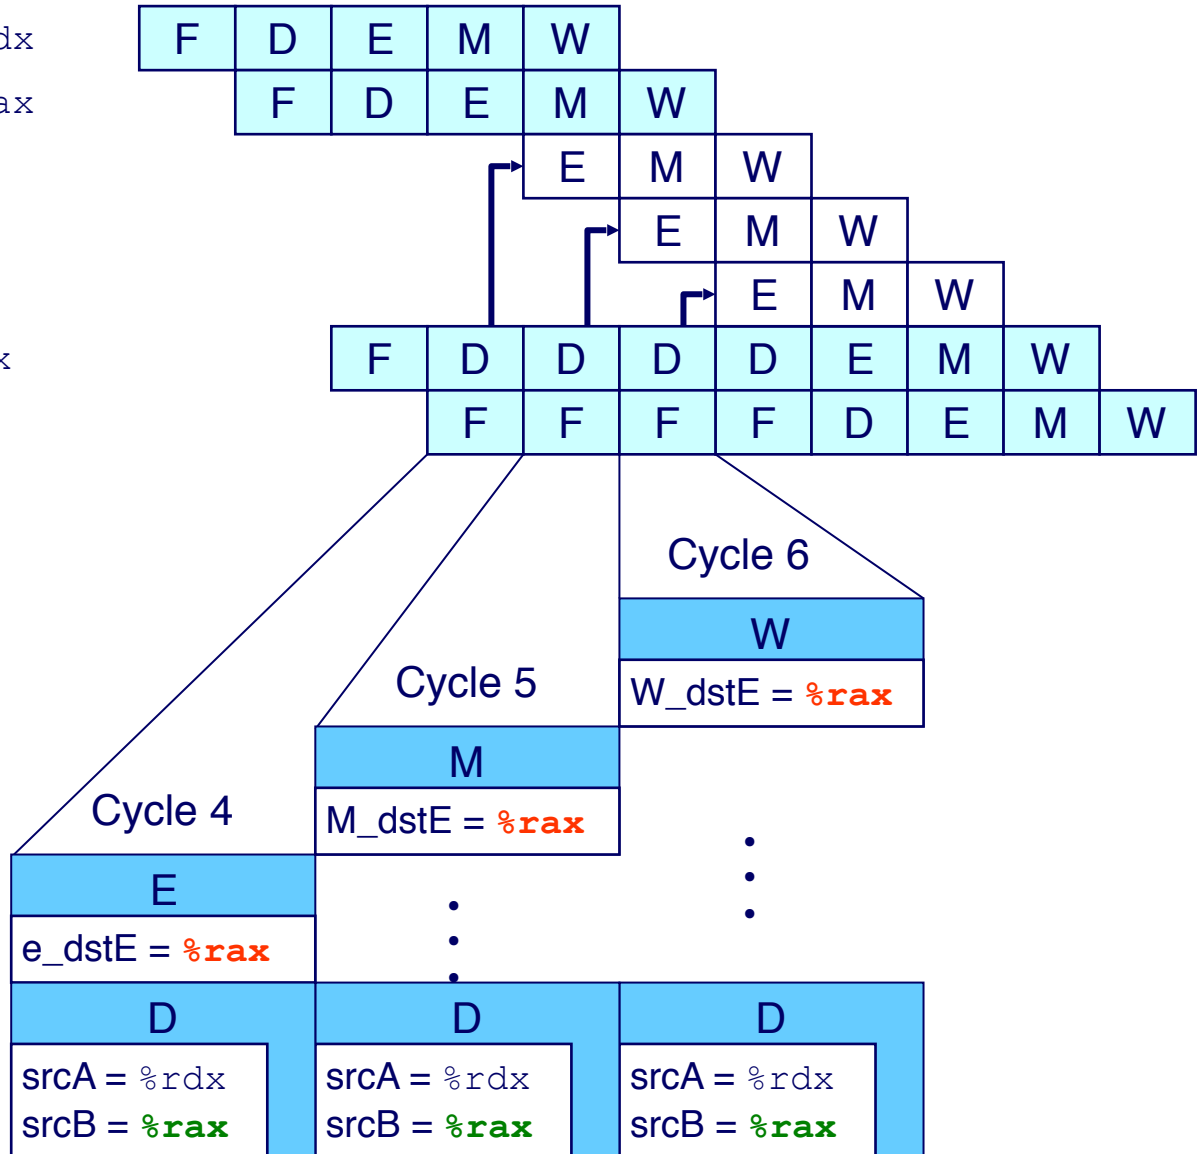 dx F D E M W
ax F D E M W
E M W
E M W
E M W
x F D D D D E M W
F F F F D E M W
Cycle 6
W
W_dstE = %rax
Cycle 5
M
M_dstE = %rax
Cycle 4
E
e_dstE = %rax
D D D
srcA = %rdx srcA = %rdx srcA = %rdx
srcB = %rax srcB = %rax srcB = %rax